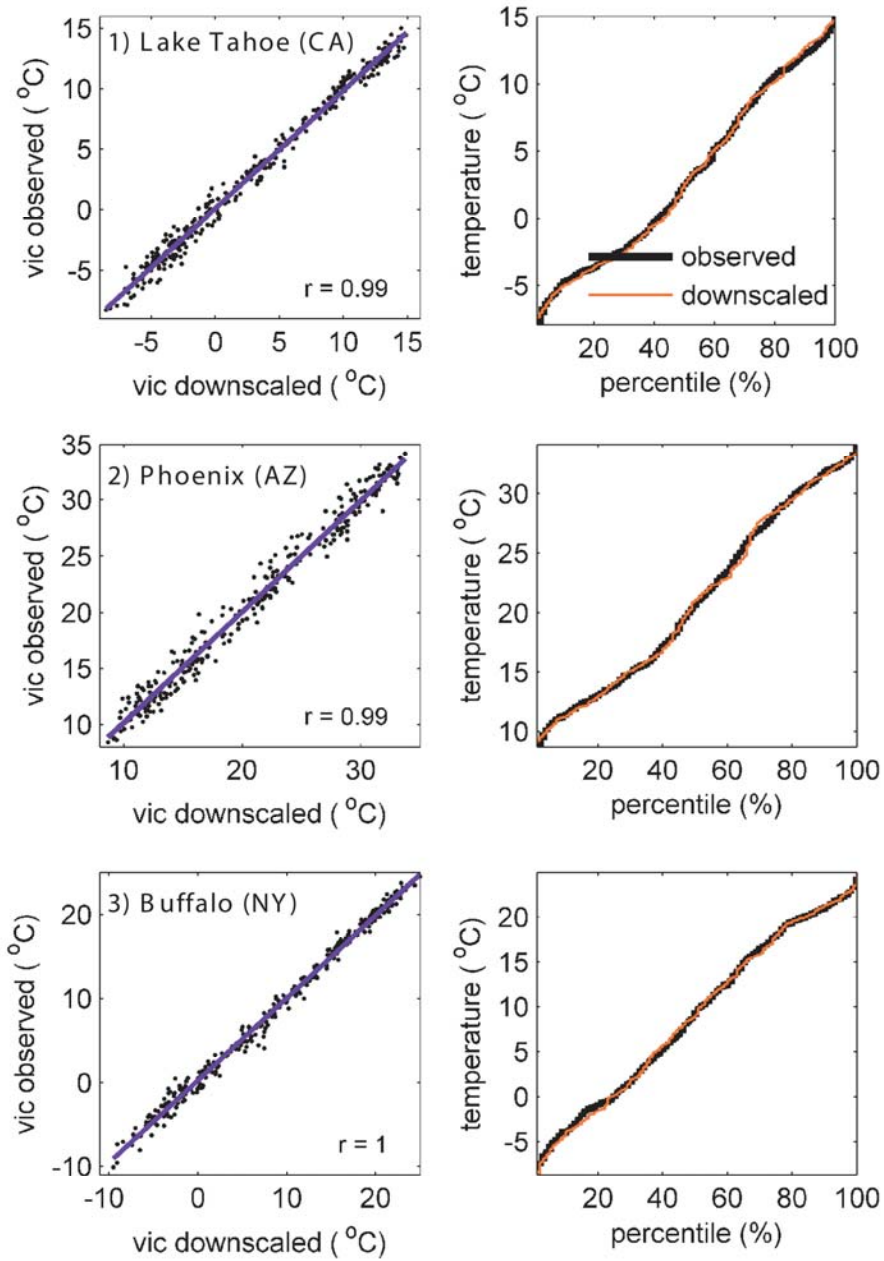 1) Lake Tahoe (CA)
vic observed ( °C)
15
10
5
0
-5
r = 0.99
-5 0 5 10 15
vic downscaled ( °C)
temperature ( °C)
15
10
5
0
-5
observed
downscaled
20 40 60 80 100
percentile (%)
2) Phoenix (AZ)
vic observed ( °C)
35
30
25
20
15
10
r = 0.99
10 20 30
vic downscaled ( °C)
temperature ( °C)
30
25
20
15
10
20 40 60 80 100
percentile (%)
3) Buffalo (NY)
vic observed ( °C)
20
10
0
-10
r = 1
-10 0 10 20
vic downscaled ( °C)
temperature ( °C)
20
15
10
5
0
-5
20 40 60 80 100
percentile (%)